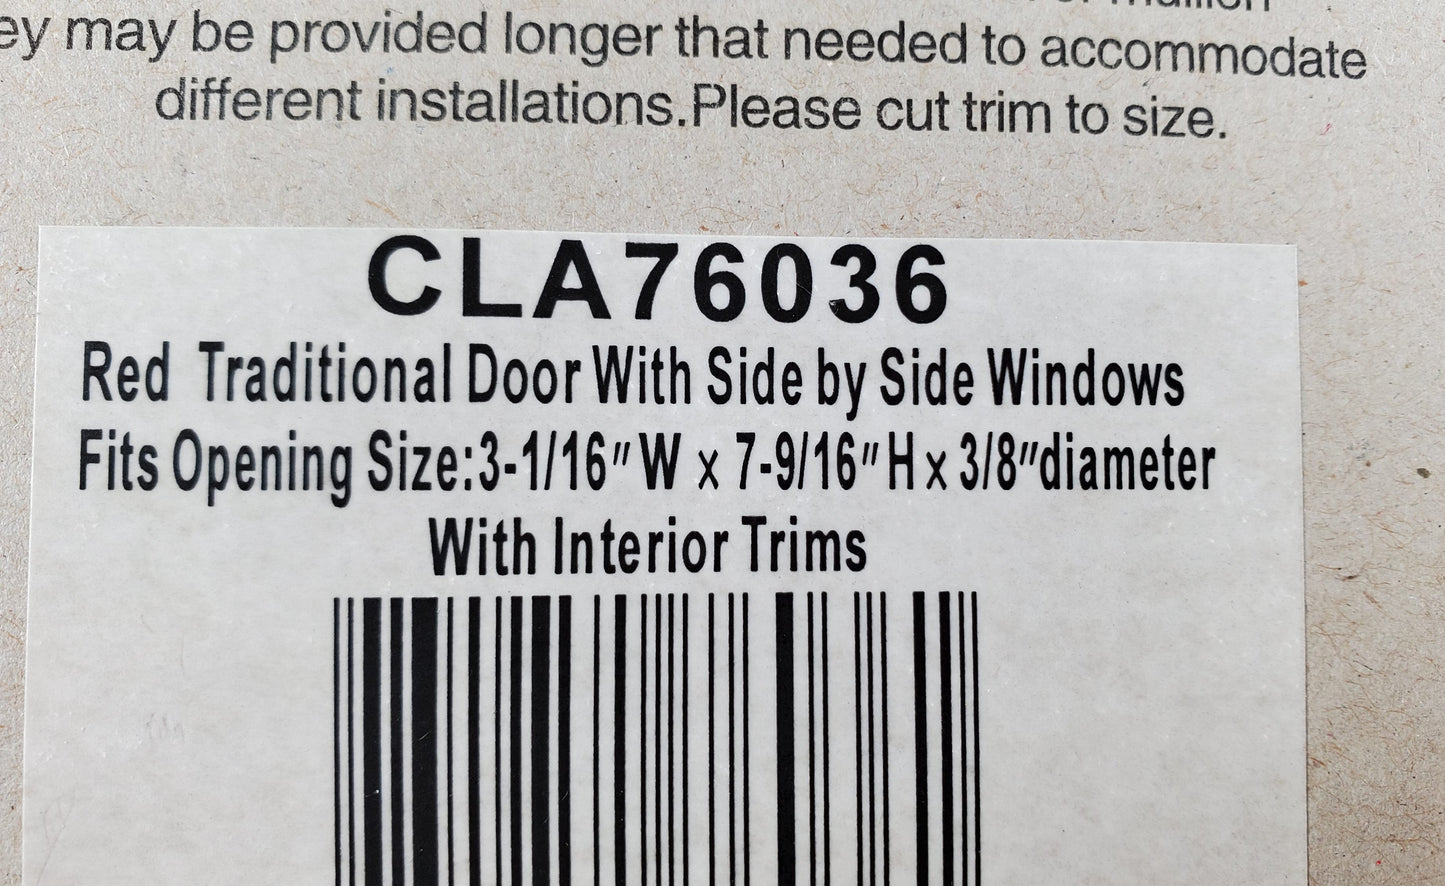 ey may be provided longer that needed to accommodate
different installations.Please cut trim to size.
CLA76036
Red Traditional Door With Side by Side Windows
Fits Opening Size:3-1/16"W x 7-9/16"H x 3/8"diameter
With Interior Trims